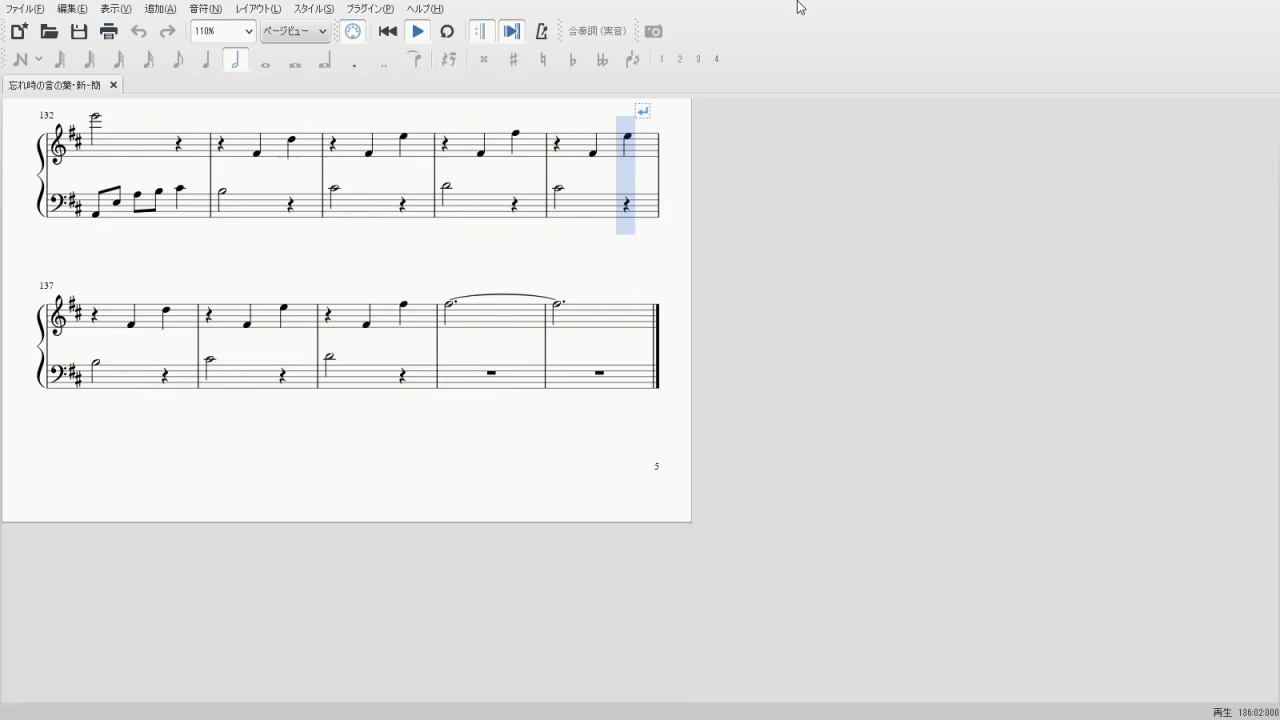 ファイル(F) 編集(E) 表示(V) 追加(A) 音符(N) レイアウト(L) スタイル(S) プラグイン(P) ヘルプ(H)
110% ページビュー 合奏調 (実音)
1 2 3 4
忘れ時の言の葉・新-簡
132
137
5
再生 136:02:000